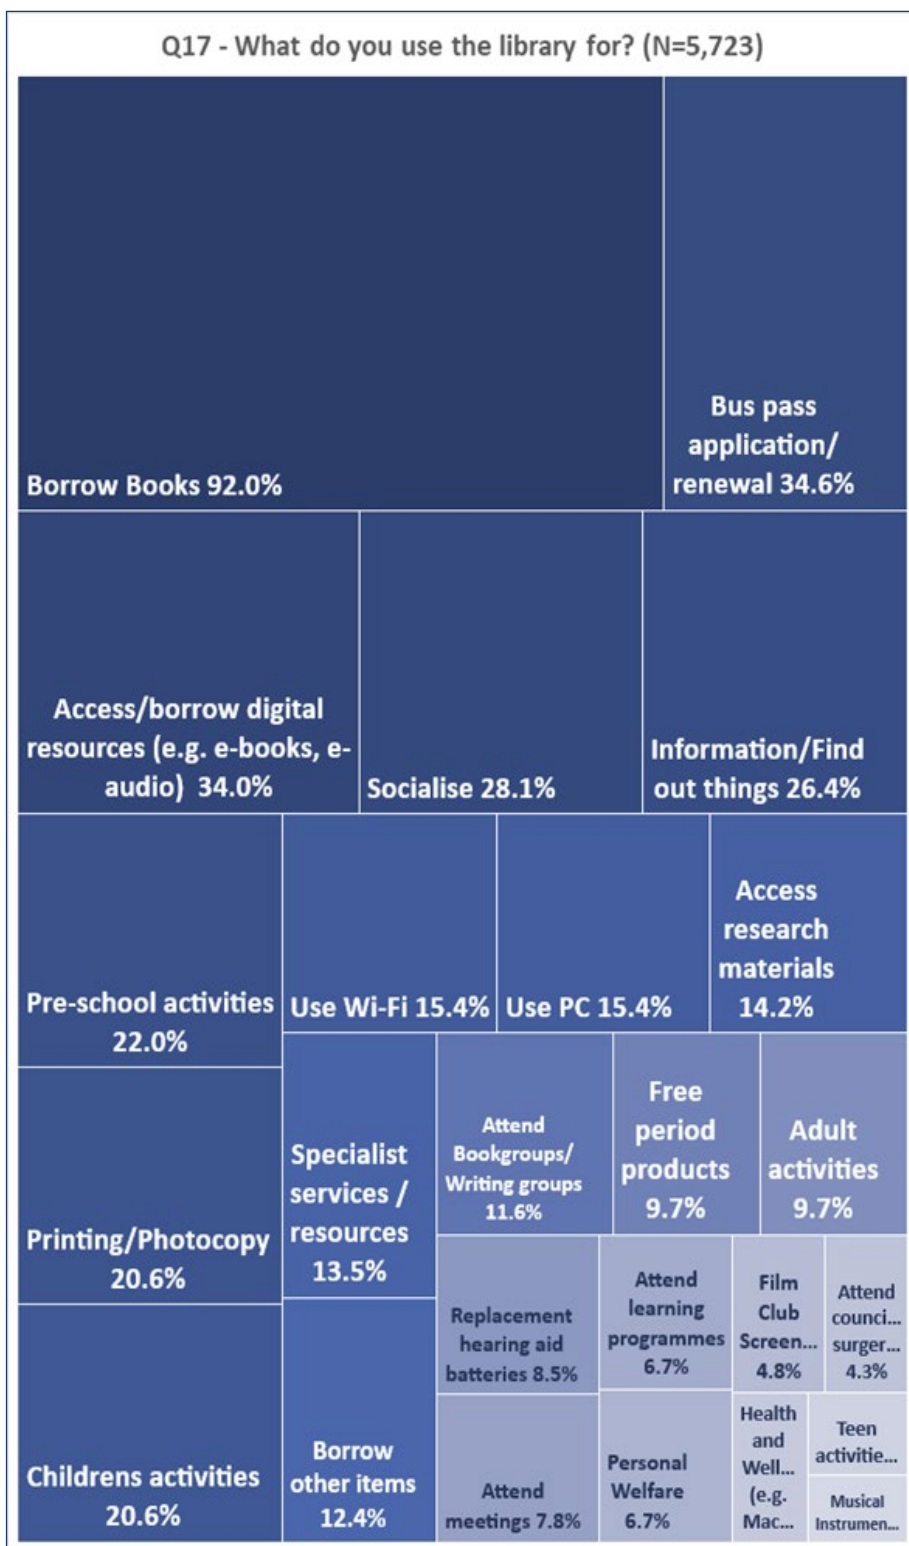 Q17 - What do you use the library for? (N=5,723)
Borrow Books 92.0%
Bus pass
application/
renewal 34.6%
Access/borrow digital
resources (e.g. e-books, e-
audio) 34.0%
Socialise 28.1%
Information/Find
out things 26.4%
Pre-school activities
22.0%
Use Wi-Fi 15.4%
Use PC 15.4%
Access
research
materials
14.2%
Printing/Photocopy
20.6%
Specialist
services /
resources
13.5%
Attend
Bookgroups/
Writing groups
11.6%
Free
period
products
9.7%
Adult
activities
9.7%
Childrens activities
20.6%
Borrow
other items
12.4%
Replacement
hearing aid
batteries 8.5%
Attend
learning
programmes
6.7%
Film
Club
Screen...
4.8%
Attend
counci...
surger...
4.3%
Attend
meetings 7.8%
Personal
Welfare
6.7%
Health
and
Well...
(e.g.
Mac...
Teen
activitie...
Musical
Instrumen...